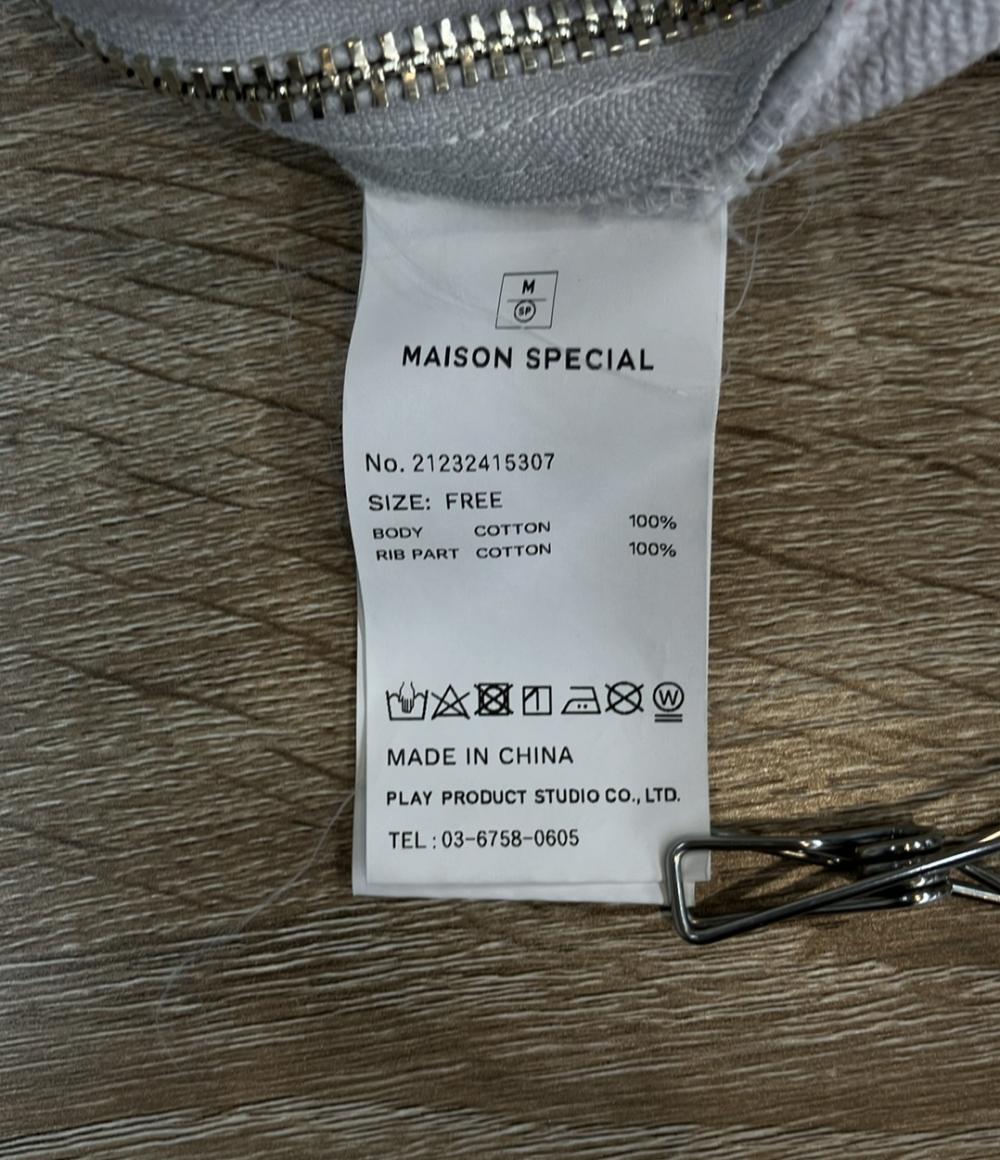 M
SP
MAISON SPECIAL
No. 21232415307
SIZE: FREE
BODY COTTON 100%
RIB PART COTTON 100%
W
MADE IN CHINA
PLAY PRODUCT STUDIO CO., LTD.
TEL : 03-6758-0605